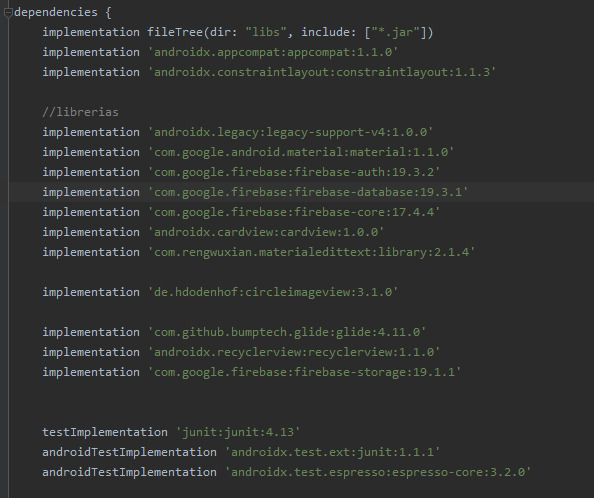 dependencies {
implementation fileTree(dir: "libs", include: ["*.jar"])
implementation 'androidx.appcompat:appcompat:1.1.0'
implementation 'androidx.constraintlayout:constraintlayout:1.1.3'
//librerias
implementation 'androidx.legacy:legacy-support-v4:1.0.0'
implementation 'com.google.android.material:material:1.1.0'
implementation 'com.google.firebase:firebase-auth:19.3.2'
implementation 'com.google.firebase:firebase-database:19.3.1'
implementation 'com.google.firebase:firebase-core:17.4.4'
implementation 'androidx.cardview:cardview:1.0.0'
implementation 'com.rengwuxian.materialedittext:library:2.1.4'
implementation 'de.hdodenhof:circleimageview:3.1.0'
implementation 'com.github.bumptech.glide:glide:4.11.0'
implementation 'androidx.recyclerview:recyclerview:1.1.0'
implementation 'com.google.firebase:firebase-storage:19.1.1'
testImplementation 'junit:junit:4.13'
androidTestImplementation 'androidx.test.ext:junit:1.1.1'
androidTestImplementation 'androidx.test.espresso:espresso-core:3.2.0'